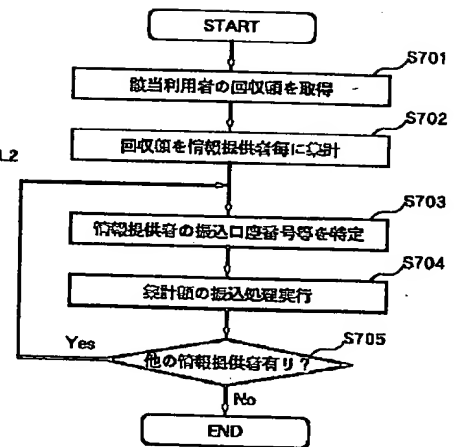 START
S701
該当利用者の回収額を取得
S702
回収額を情報提供者毎に集計
L2
S703
情報提供者の振込口座番号等を特定
S704
集計額の振込処理実行
S705
他の情報提供者有り?
Yes
No
END